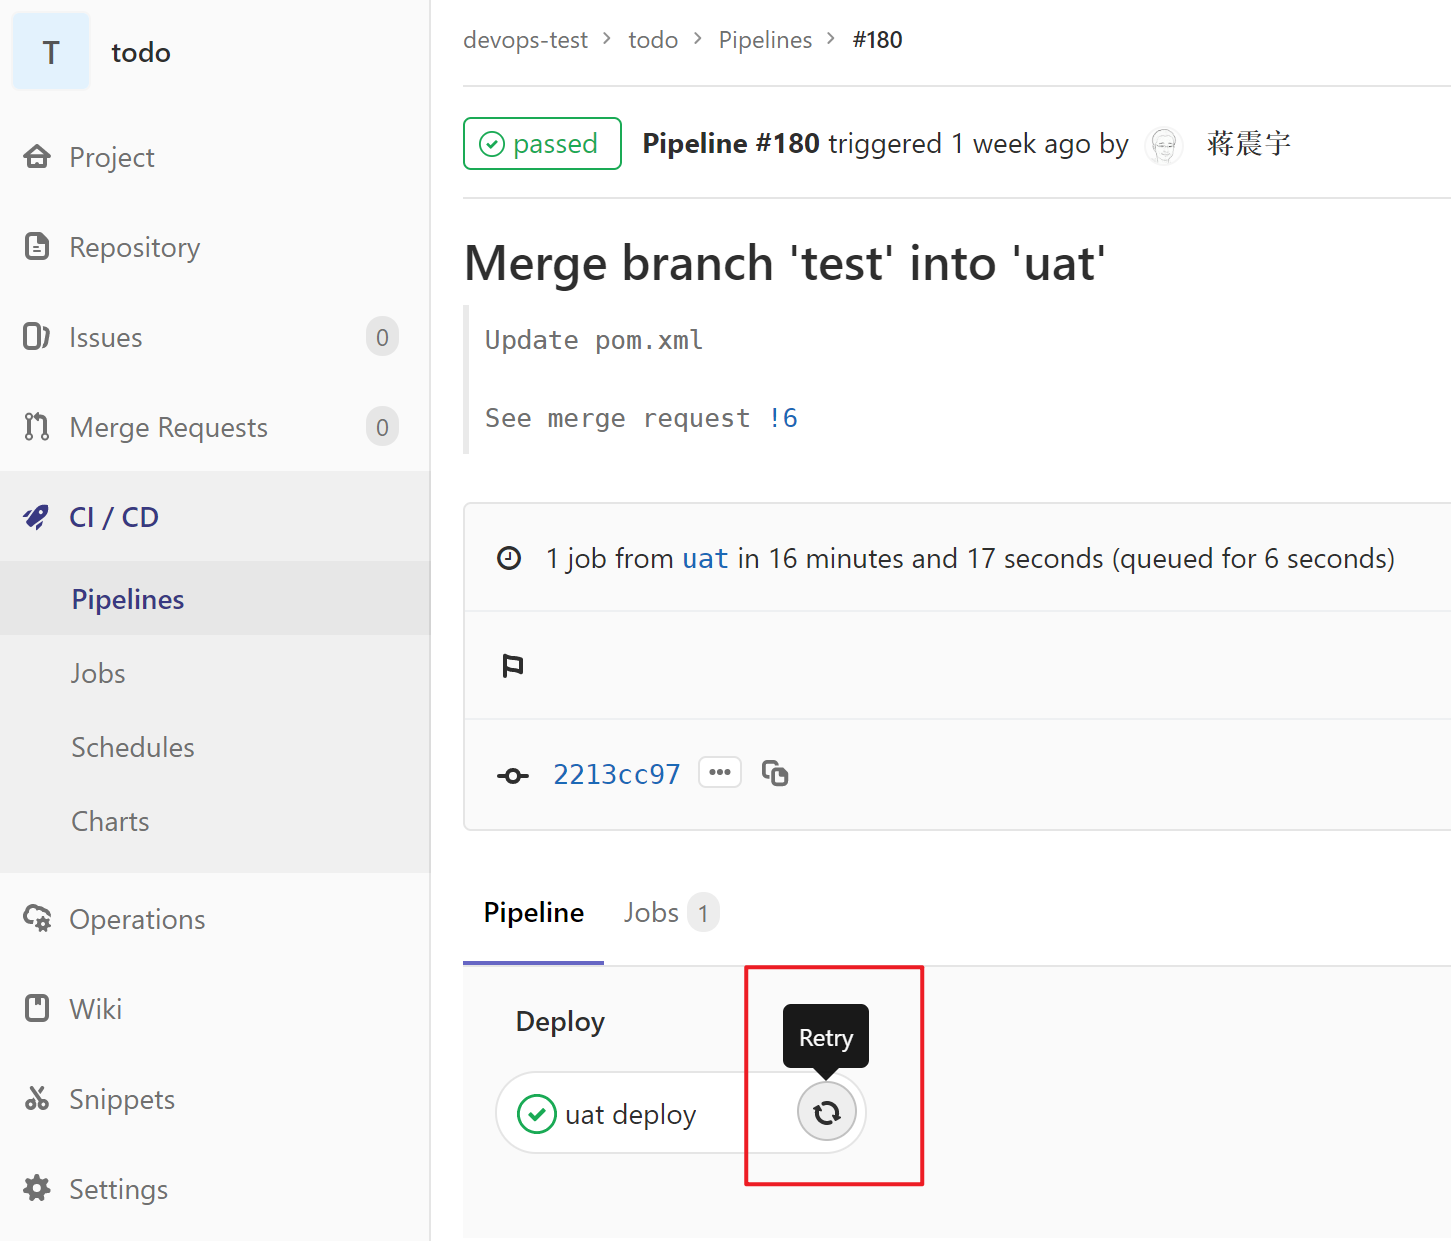 T todo
Project
Repository
Issues 0
Merge Requests 0
CI / CD
Pipelines
Jobs
Schedules
Charts
Operations
Wiki
Snippets
Settings
devops-test > todo > Pipelines > #180
passed Pipeline #180 triggered 1 week ago by 蒋震宇
Merge branch 'test' into 'uat'
Update pom.xml
See merge request !6
1 job from uat in 16 minutes and 17 seconds (queued for 6 seconds)
2213cc97 •••
Pipeline Jobs 1
Deploy
Retry
uat deploy